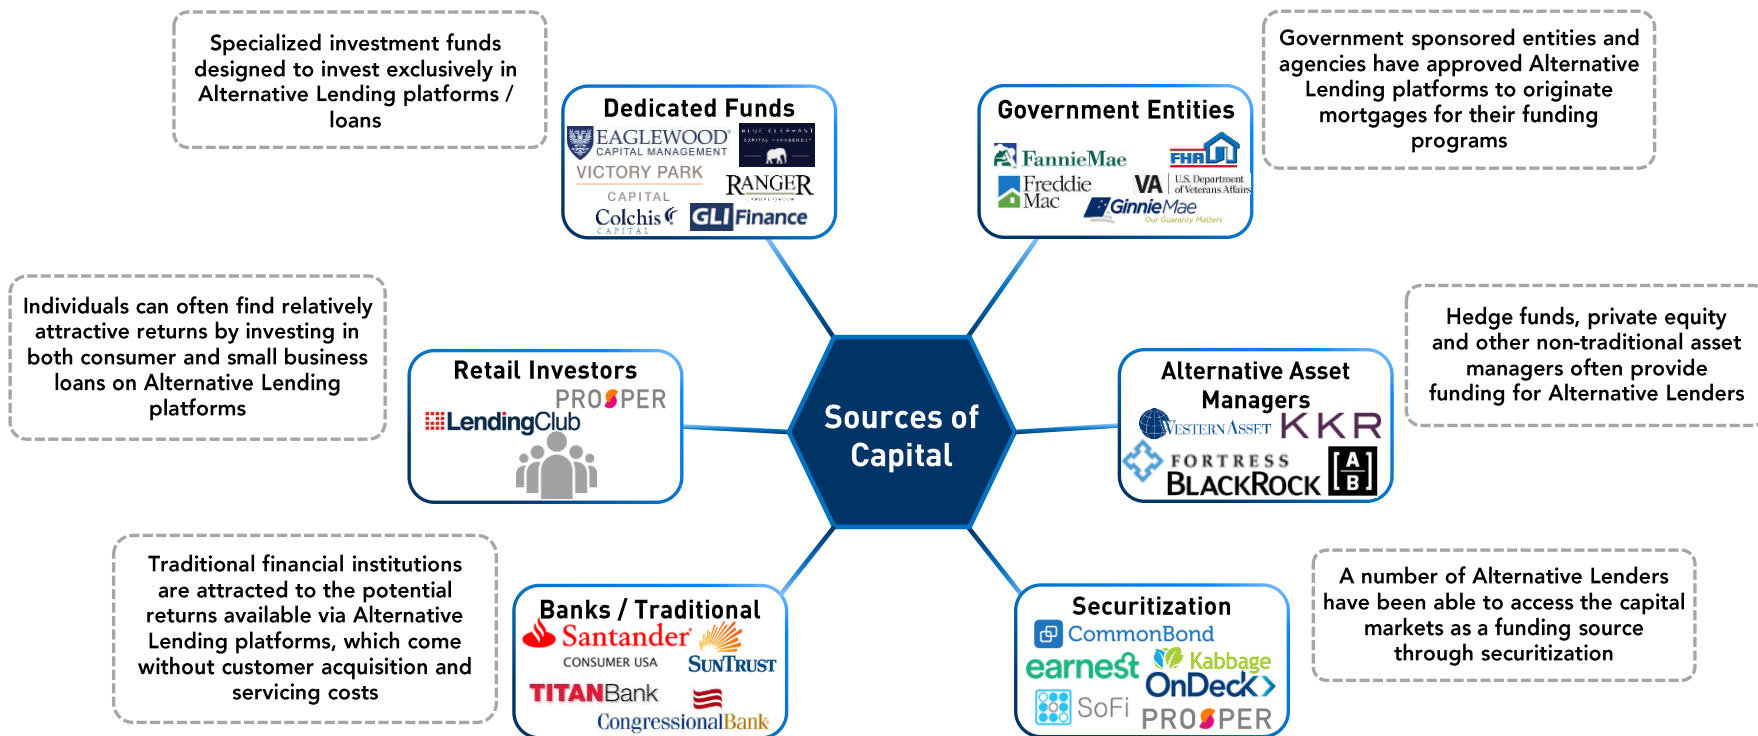 Specialized investment funds
designed to invest exclusively in
Alternative Lending platforms /
loans
Dedicated Funds
EAGLEWOOD
CAPITAL MANAGEMENT
BLUE ELEPHANT
CAPITAL MANAGEMENT
VICTORY PARK
CAPITAL
RANGER
Colchis
CAPITAL
GLI Finance
Government Entities
FannieMae
FHA
Freddie
Mac
VA
U.S. Department
of Veterans Affairs
GinnieMae
Our Guaranty Matters
Government sponsored entities and
agencies have approved Alternative
Lending platforms to originate
mortgages for their funding
programs
Individuals can often find relatively
attractive returns by investing in
both consumer and small business
loans on Alternative Lending
platforms
Retail Investors
PROSPER
LendingClub
Sources of
Capital
Alternative Asset
Managers
WESTERN ASSET
KKR
FORTRESS
BLACKROCK
[A
B]
Hedge funds, private equity
and other non-traditional asset
managers often provide
funding for Alternative Lenders
Traditional financial institutions
are attracted to the potential
returns available via Alternative
Lending platforms, which come
without customer acquisition and
servicing costs
Banks / Traditional
Santander
CONSUMER USA
SUNTRUST
TITANBank
CongressionalBank
Securitization
CommonBond
earnest
Kabbage
OnDeck
SoFi
PROSPER
A number of Alternative Lenders
have been able to access the capital
markets as a funding source
through securitization